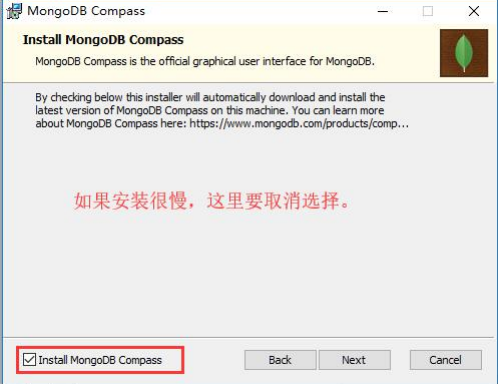 MongoDB Compass
Install MongoDB Compass
MongoDB Compass is the official graphical user interface for MongoDB.
By checking below this installer will automatically download and install the
latest version of MongoDB Compass on this machine. You can learn more
about MongoDB Compass here: https://www.mongodb.com/products/comp...
如果安装很慢，这里要取消选择。
Install MongoDB Compass
Back
Next
Cancel